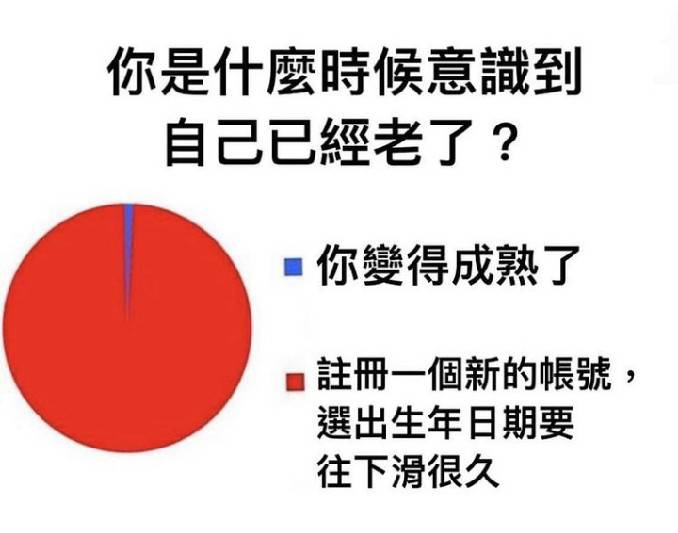 你是什麼時候意識到
自己已經老了？
你變得成熟了
註冊一個新的帳號，
選出生年日期要
往下滑很久